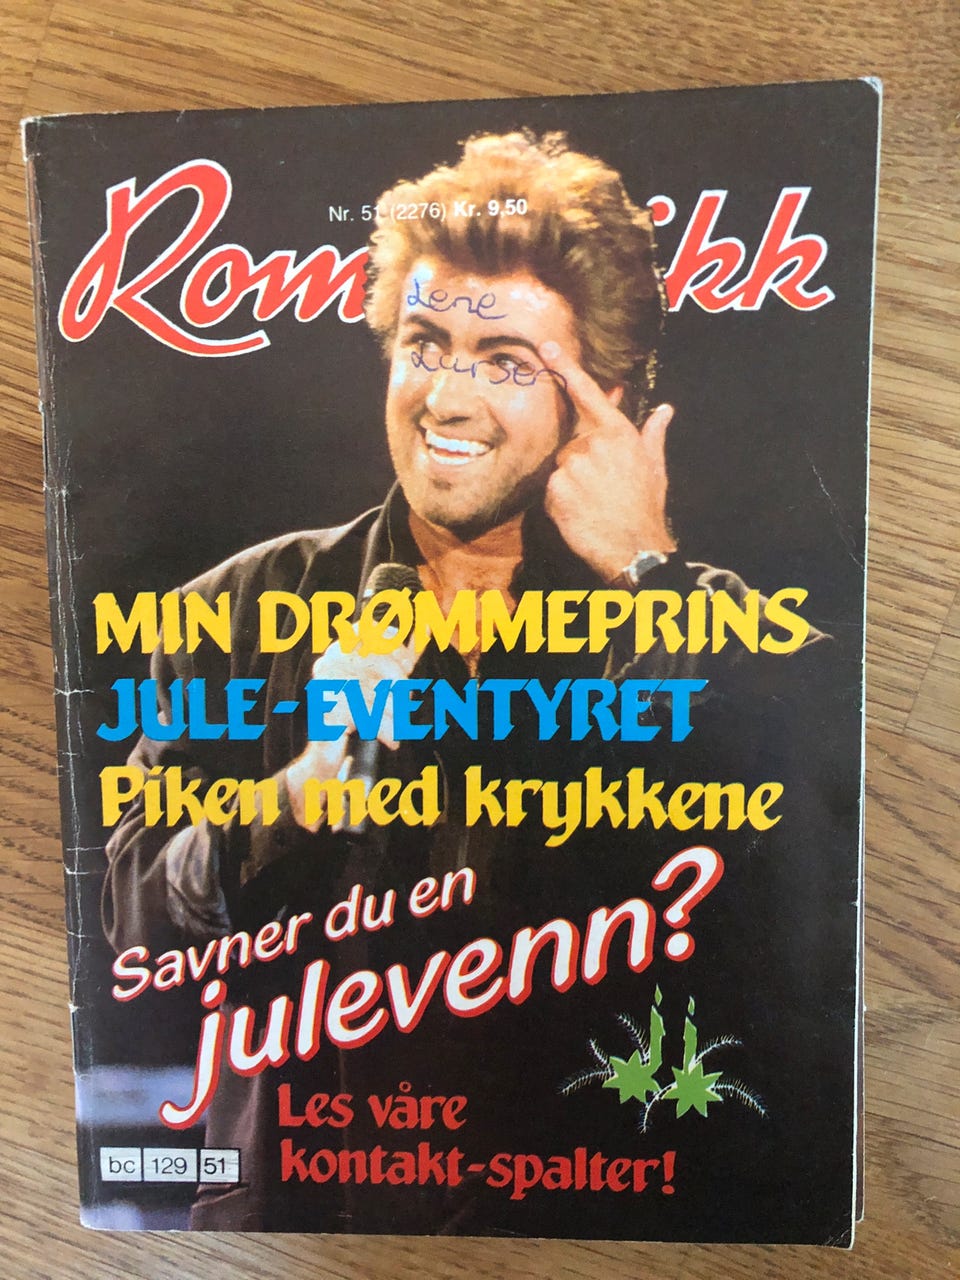 Nr. 51 (2276) Kr. 9,50
Rom ikk
Lene
Larsen
MIN DRØMMEPRINS
JULE-EVENTYRET
Piken med krykkene
Savner du en
julevenn?
Les våre
kontakt-spalter!
bc 129 51